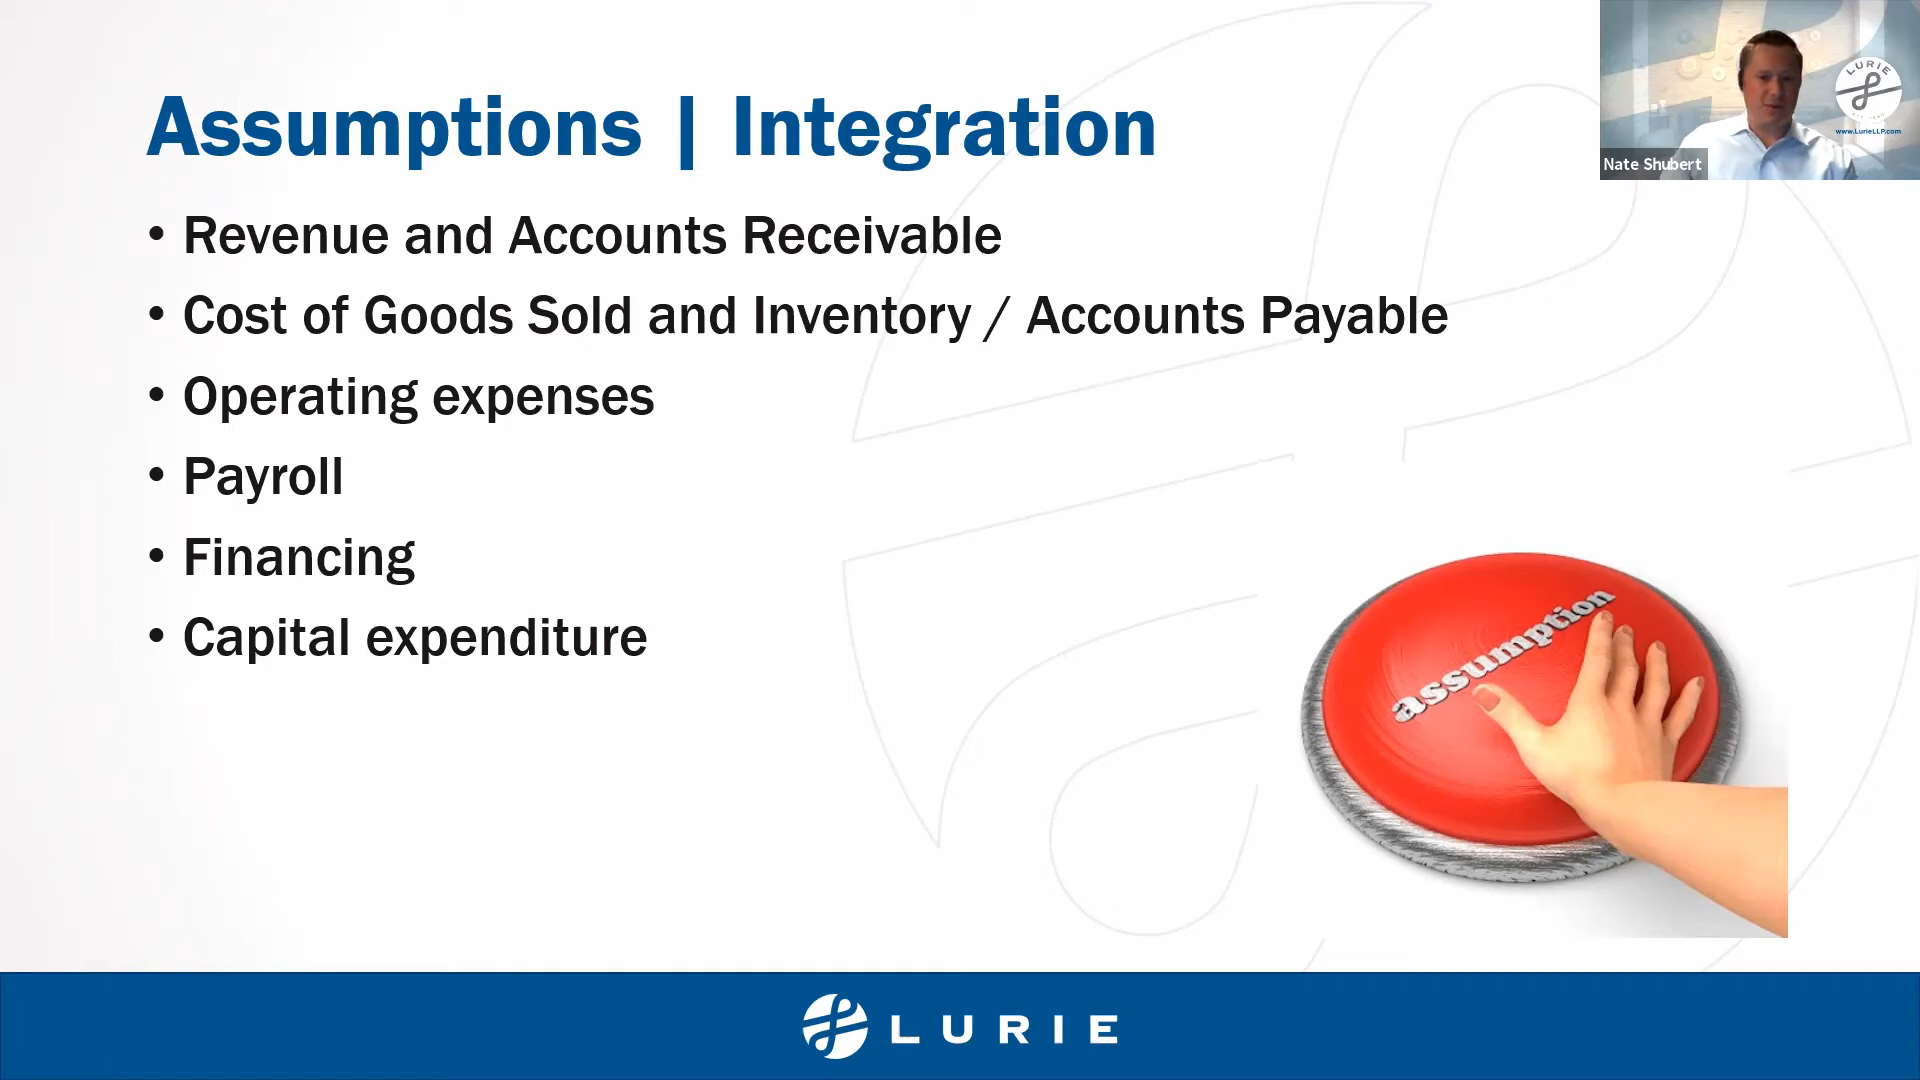 Assumptions | Integration
• Revenue and Accounts Receivable
• Cost of Goods Sold and Inventory / Accounts Payable
• Operating expenses
• Payroll
• Financing
• Capital expenditure
assumption
LURIE
www.LurieLLP.com
Nate Shubert
LURIE